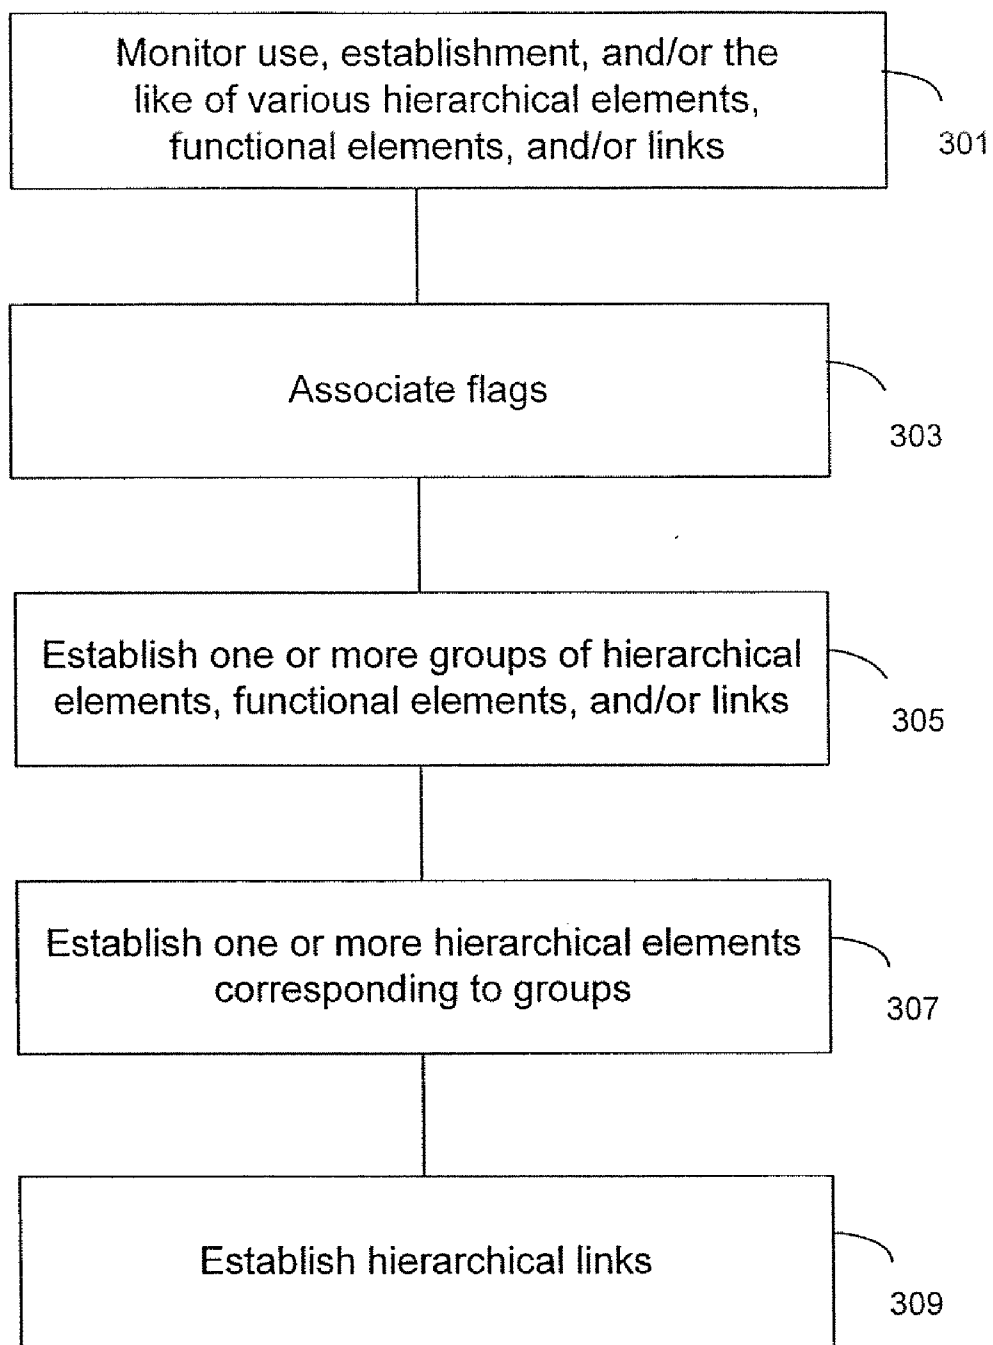 Monitor use, establishment, and/or the
like of various hierarchical elements,
functional elements, and/or links
301
Associate flags
303
Establish one or more groups of hierarchical
elements, functional elements, and/or links
305
Establish one or more hierarchical elements
corresponding to groups
307
Establish hierarchical links
309